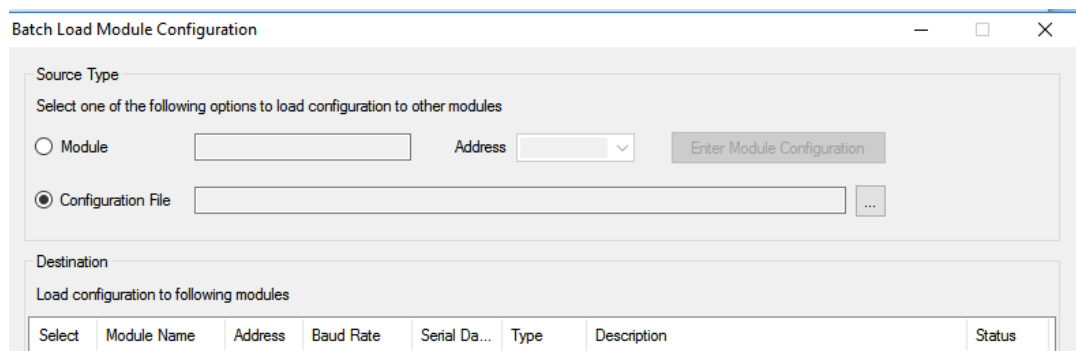 Batch Load Module Configuration
Source Type
Select one of the following options to load configuration to other modules
Module Address Enter Module Configuration
Configuration File ...
Destination
Load configuration to following modules
Select Module Name Address Baud Rate Serial Da... Type Description Status